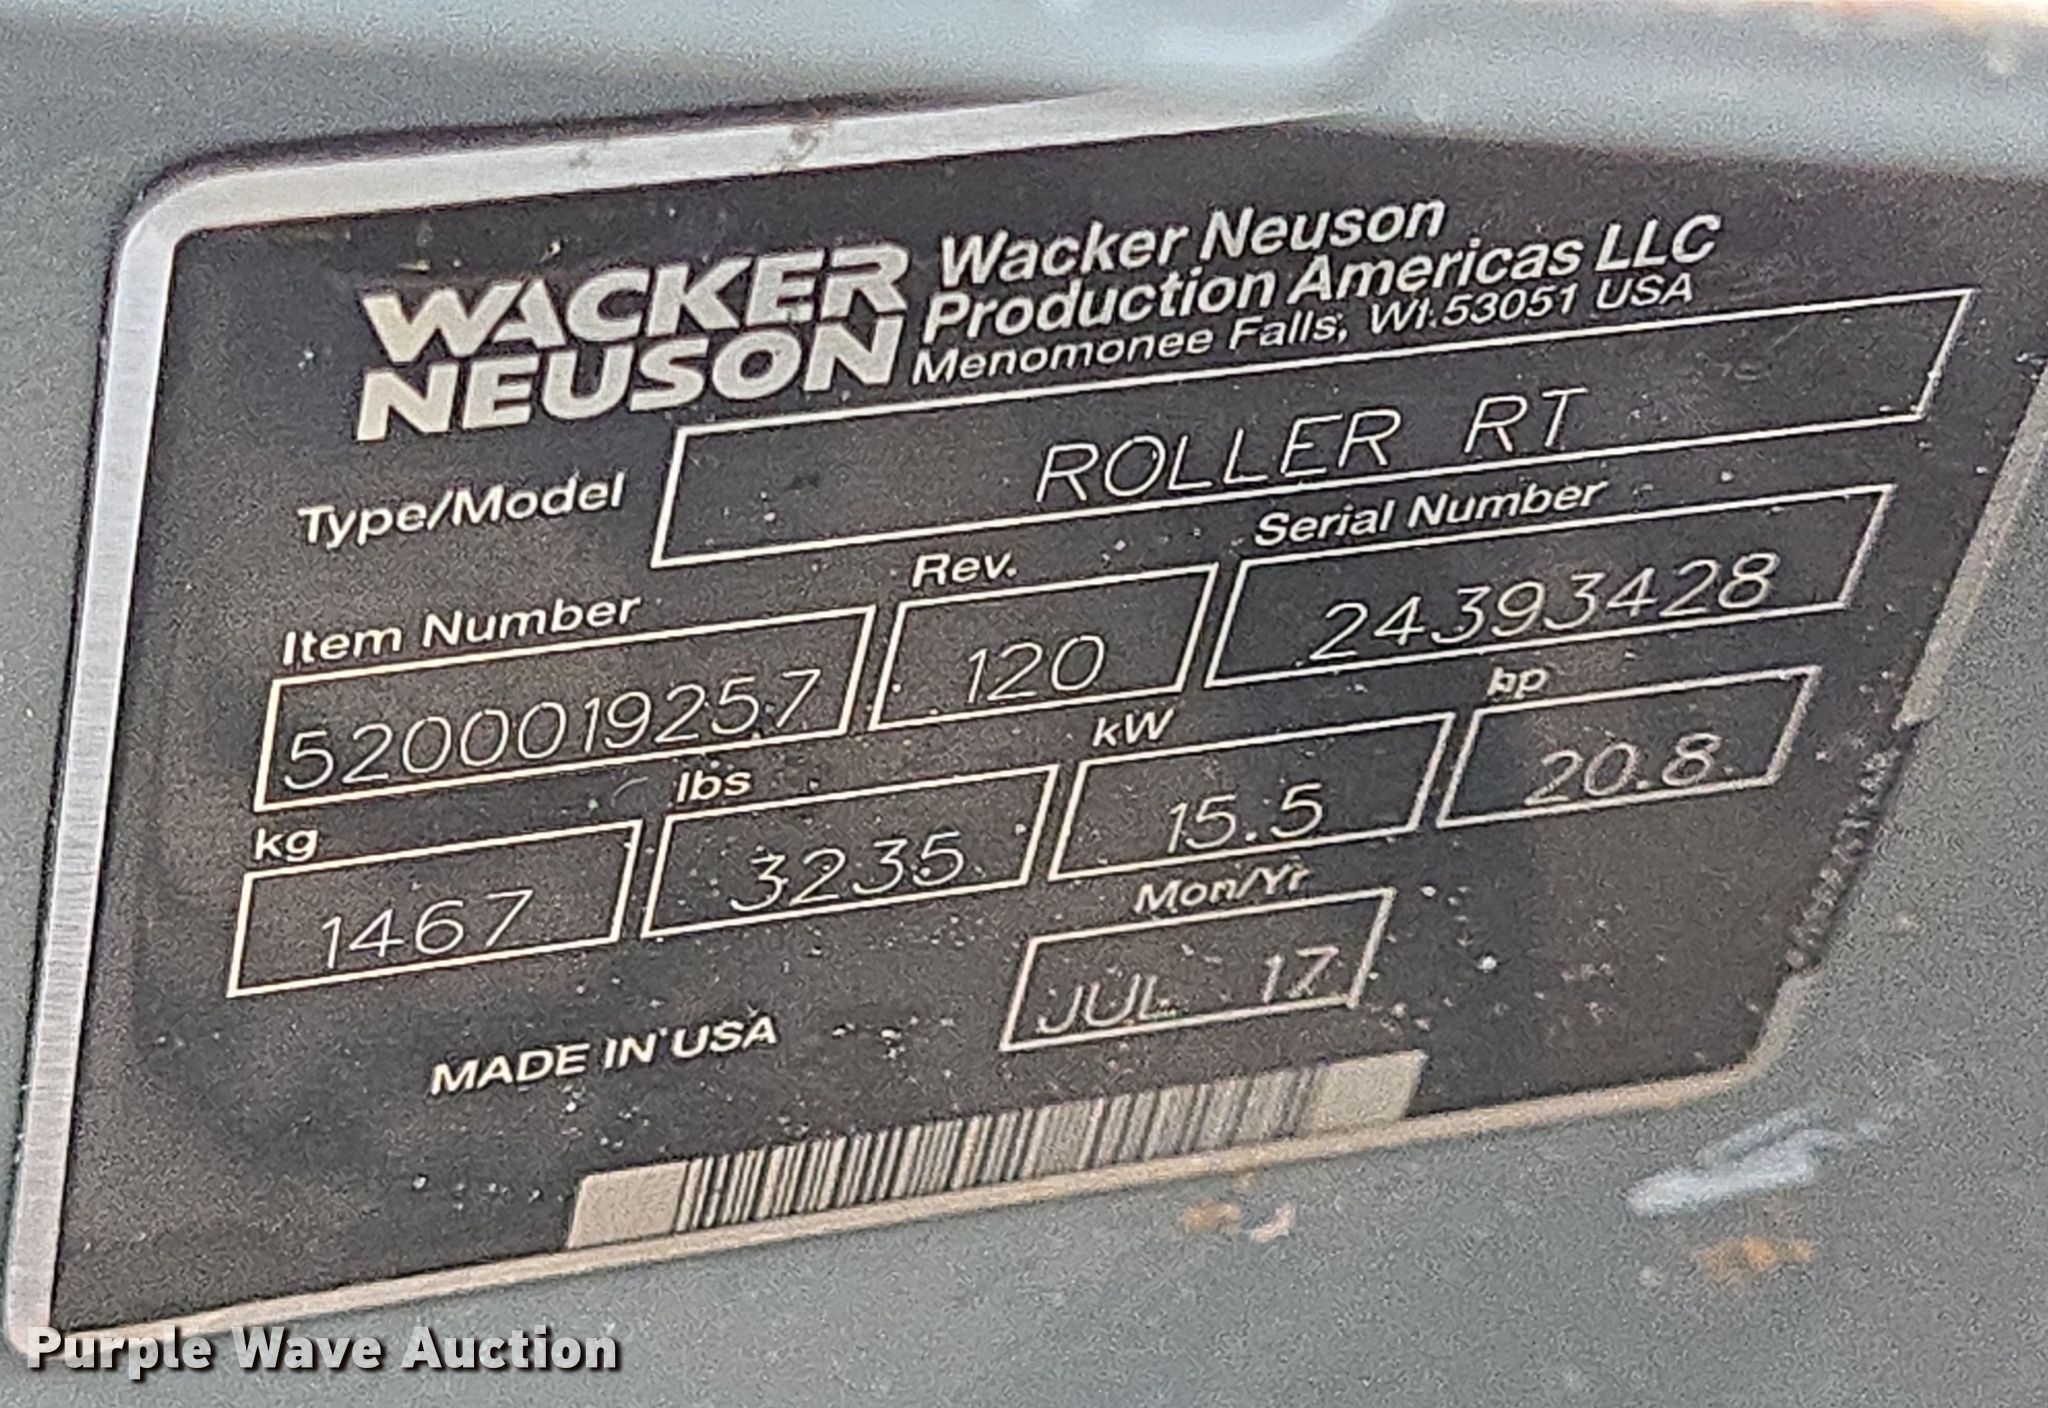 WACKER NEUSON
Wacker Neuson
Production Americas LLC
Menomonee Falls, WI 53051 USA
Type/Model
ROLLER RT
Item Number
Rev.
Serial Number
5200019257
120
24393428
kg
lbs
kW
hp
1467
3235
15.5
20.8
Mon/Yr
JUL 17
MADE IN USA
Purple Wave Auction